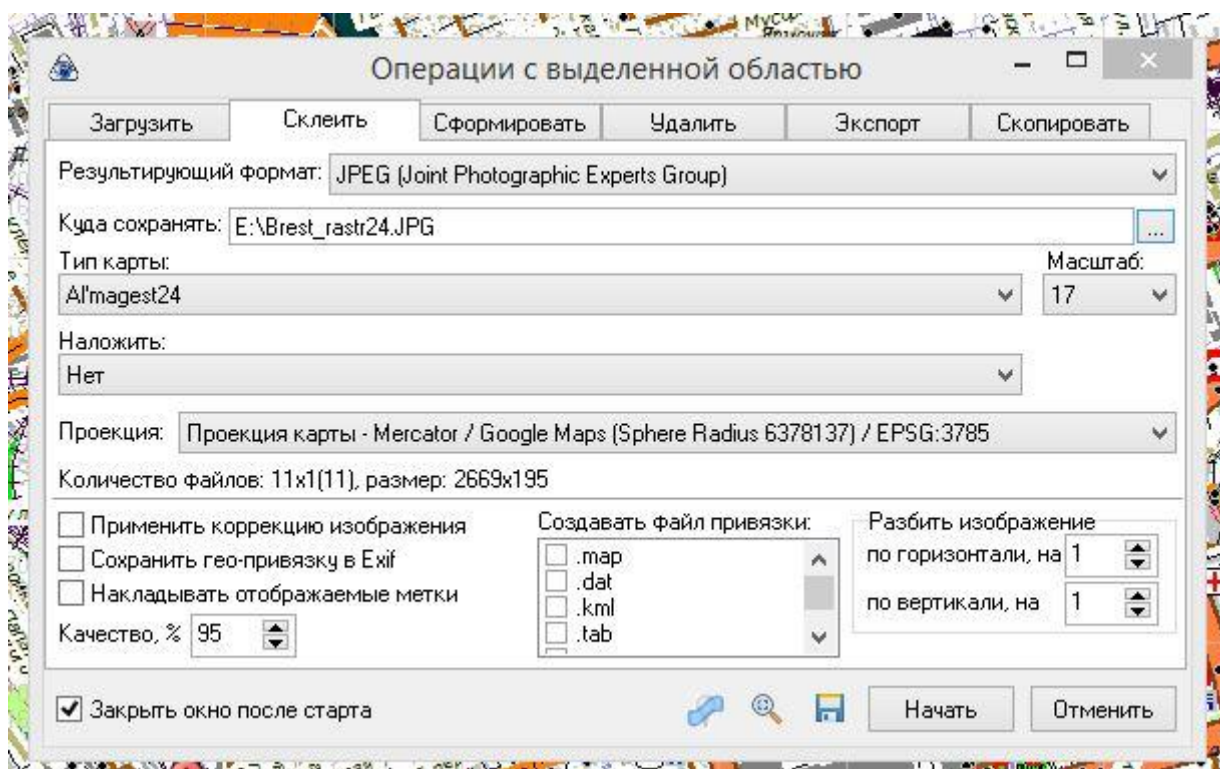 Операции с выделенной областью
Загрузить Склеить Сформировать Удалить Экспорт Скопировать
Результирующий формат: JPEG (Joint Photographic Experts Group)
Куда сохранять: E:\Brest_rastr24.JPG ...
Тип карты: Масштаб:
Al'magest24 17
Наложить:
Нет
Проекция: Проекция карты - Mercator / Google Maps (Sphere Radius 6378137) / EPSG:3785
Количество файлов: 11x1(11), размер: 2669x195
Применить коррекцию изображения
Сохранить гео-привязку в Exif
Накладывать отображаемые метки
Качество, % 95
Создавать файл привязки:
.map
.dat
.kml
.tab
Разбить изображение
по горизонтали, на 1
по вертикали, на 1
Закрыть окно после старта Начать Отменить